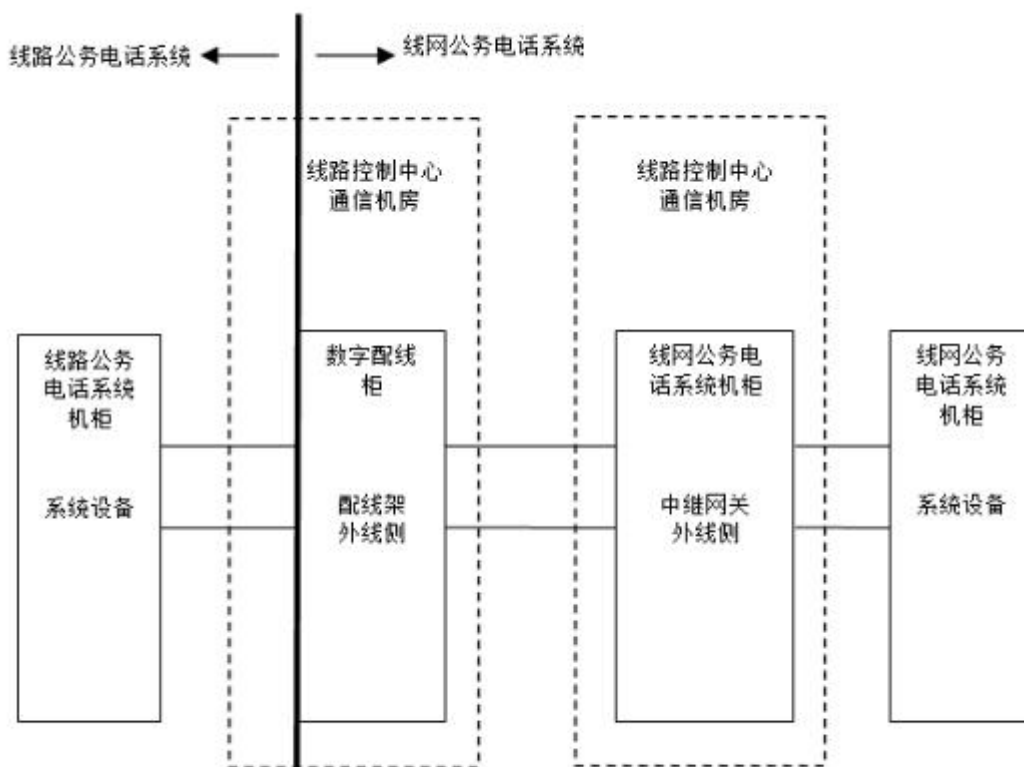 线路公务电话系统
线网公务电话系统
线路控制中心
通信机房
线路控制中心
通信机房
线路公务
电话系统
机柜
系统设备
数字配线
柜
配线架
外线侧
线网公务电
话系统机柜
中继网关
外线侧
线网公务
电话系统
机柜
系统设备